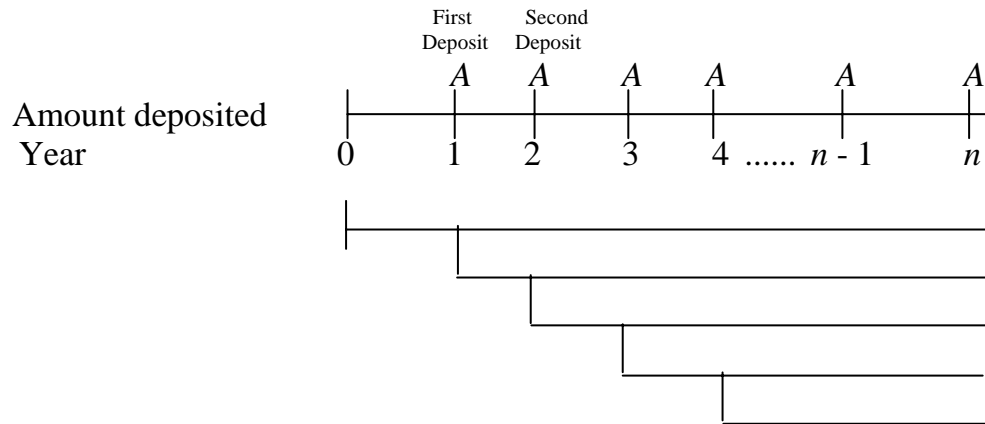 First Second
Deposit Deposit
A A A A A A
Amount deposited
Year 0 1 2 3 4 ...... n - 1 n